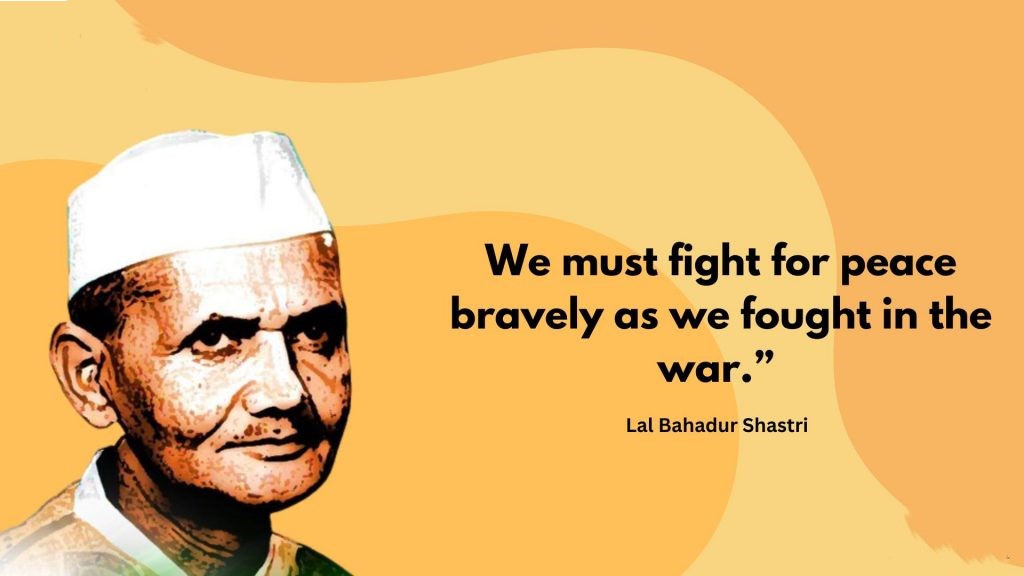 We must fight for peace
bravely as we fought in the
war.”
Lal Bahadur Shastri